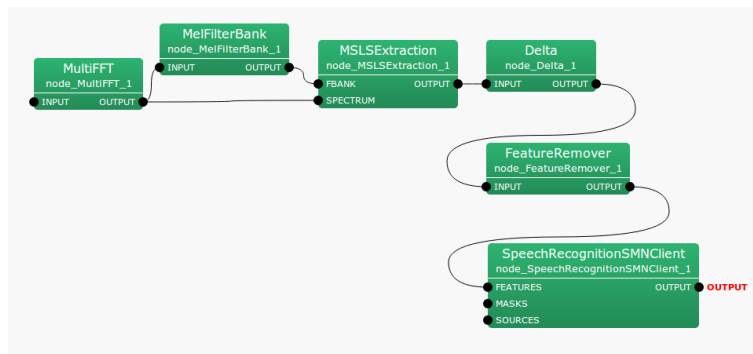 MultiFFT
node_MultiFFT_1
INPUT OUTPUT
MelFilterBank
node_MelFilterBank_1
INPUT OUTPUT
MSLSExtraction
node_MSLSExtraction_1
FBANK OUTPUT
SPECTRUM
Delta
node_Delta_1
INPUT OUTPUT
FeatureRemover
node_FeatureRemover_1
INPUT OUTPUT
SpeechRecognitionSMNClient
node_SpeechRecognitionSMNClient_1
FEATURES OUTPUT OUTPUT
MASKS
SOURCES